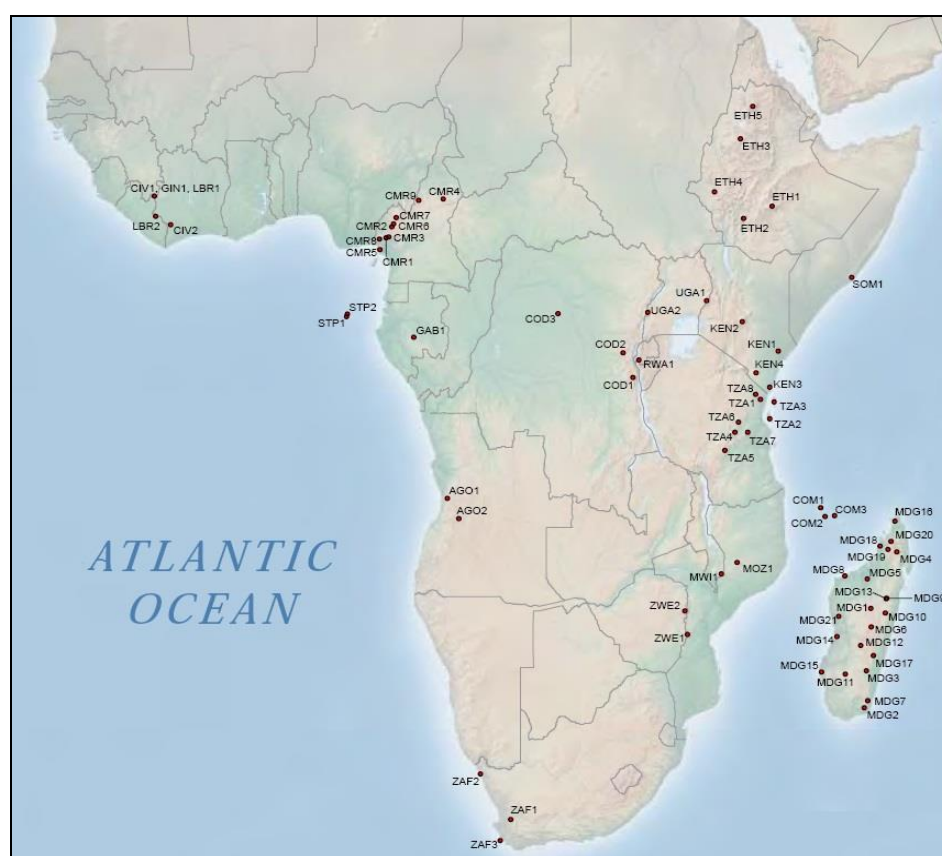 ETH5
ETH3
CIV1, GIN1, LBR1
CMR9
CMR4
ETH4
ETH1
LBR2
CIV2
CMR2
CMR7
CMR6
ETH2
CMR8
CMR3
CMR5
CMR1
SOM1
UGA1
STP2
STP1
COD3
UGA2
KEN2
GAB1
COD2
RWA1
KEN1
KEN4
COD1
KEN3
TZA8
TZA1
TZA3
TZA6
TZA2
TZA4
TZA7
TZA5
AGO1
COM1
COM3
AGO2
COM2
MDG16
ATLANTIC
OCEAN
MDG18
MDG20
MDG19
MDG4
MOZ1
MWI1
MDG8
MDG5
MDG13
MDG9
ZWE2
MDG1
MDG10
MDG21
MDG6
ZWE1
MDG14
MDG12
MDG15
MDG17
MDG11
MDG3
MDG7
MDG2
ZAF2
ZAF1
ZAF3